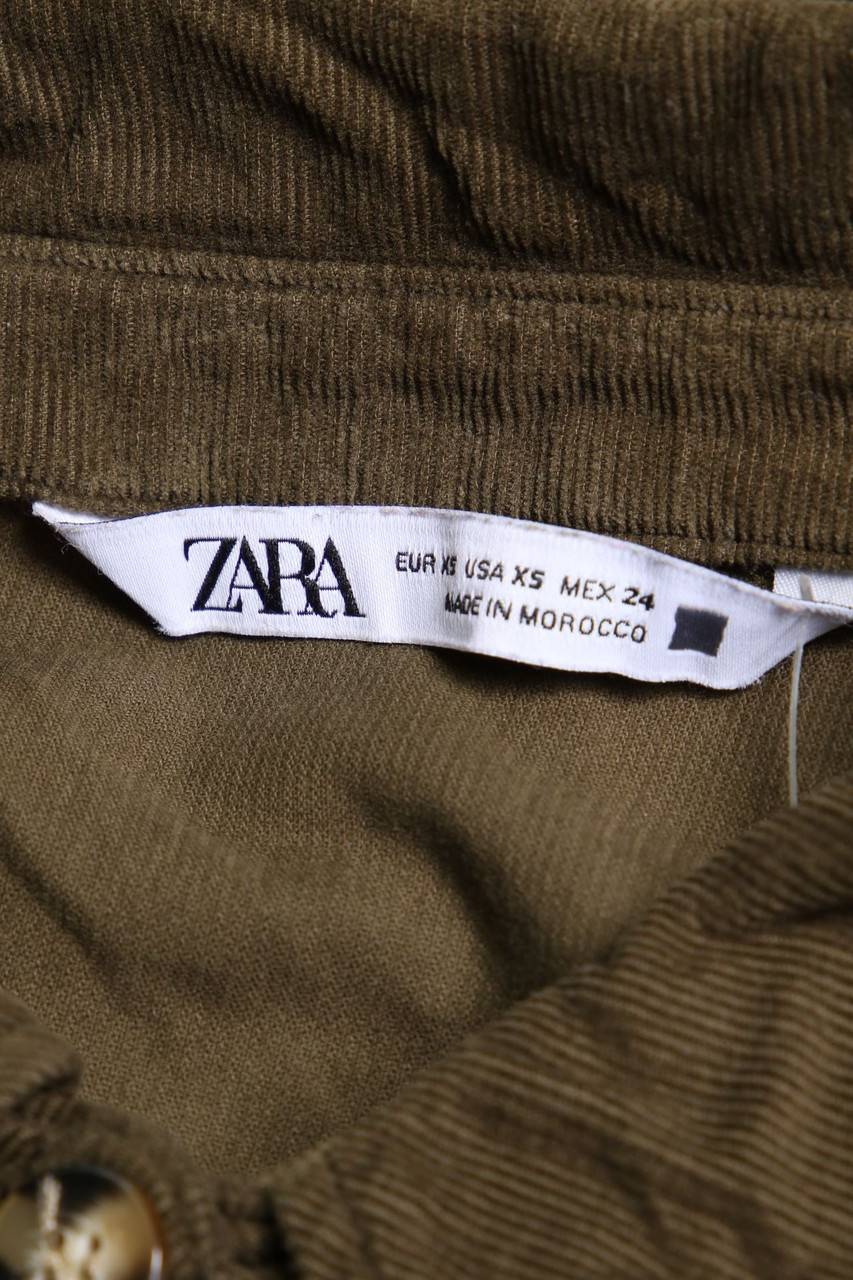 ZARA
EUR XS USA XS MEX 24
MADE IN MOROCCO